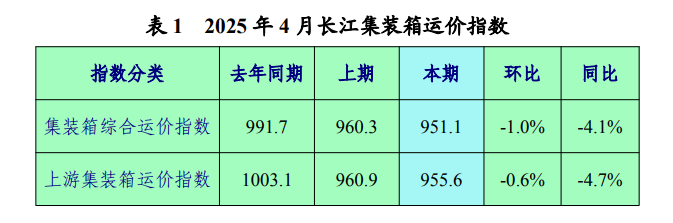 表 1 2025 年 4 月长江集装箱运价指数
指数分类 去年同期 上期 本期 环比 同比
集装箱综合运价指数 991.7 960.3 951.1 -1.0% -4.1%
上游集装箱运价指数 1003.1 960.9 955.6 -0.6% -4.7%